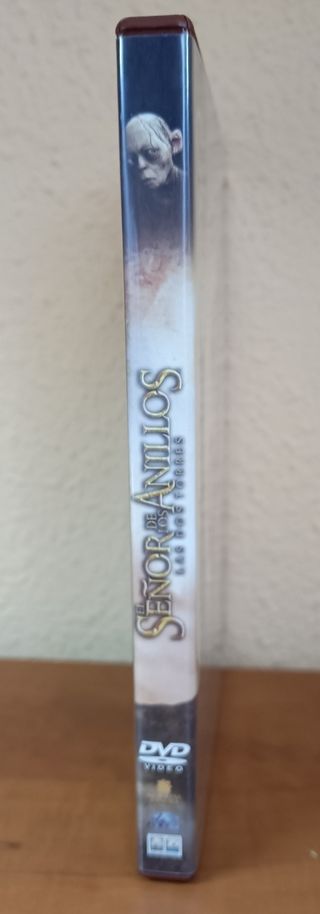 EL
SEÑOR DE LOS ANILLOS
LAS DOS TORRES
DVD
VIDEO